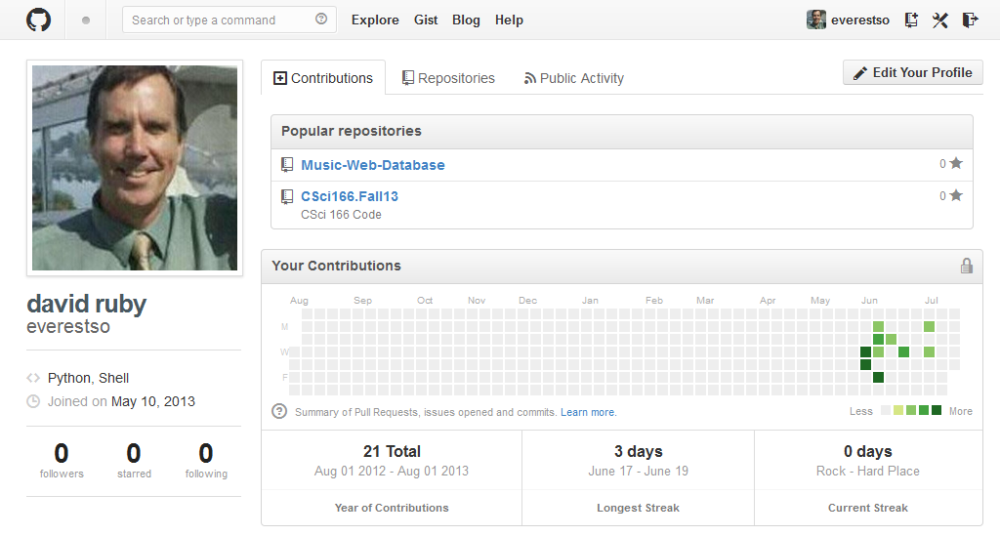 Search or type a command
Explore Gist Blog Help
everestso
Contributions Repositories Public Activity
Edit Your Profile
Popular repositories
Music-Web-Database 0
CSci166.Fall13 0
CSci 166 Code
david ruby
everestso
Python, Shell
Joined on May 10, 2013
0 0 0
followers starred following
Your Contributions
Aug Sep Oct Nov Dec Jan Feb Mar Apr May Jun Jul
M
W
F
Summary of Pull Requests, issues opened and commits. Learn more. Less More
21 Total 3 days 0 days
Aug 01 2012 - Aug 01 2013 June 17 - June 19 Rock - Hard Place
Year of Contributions Longest Streak Current Streak